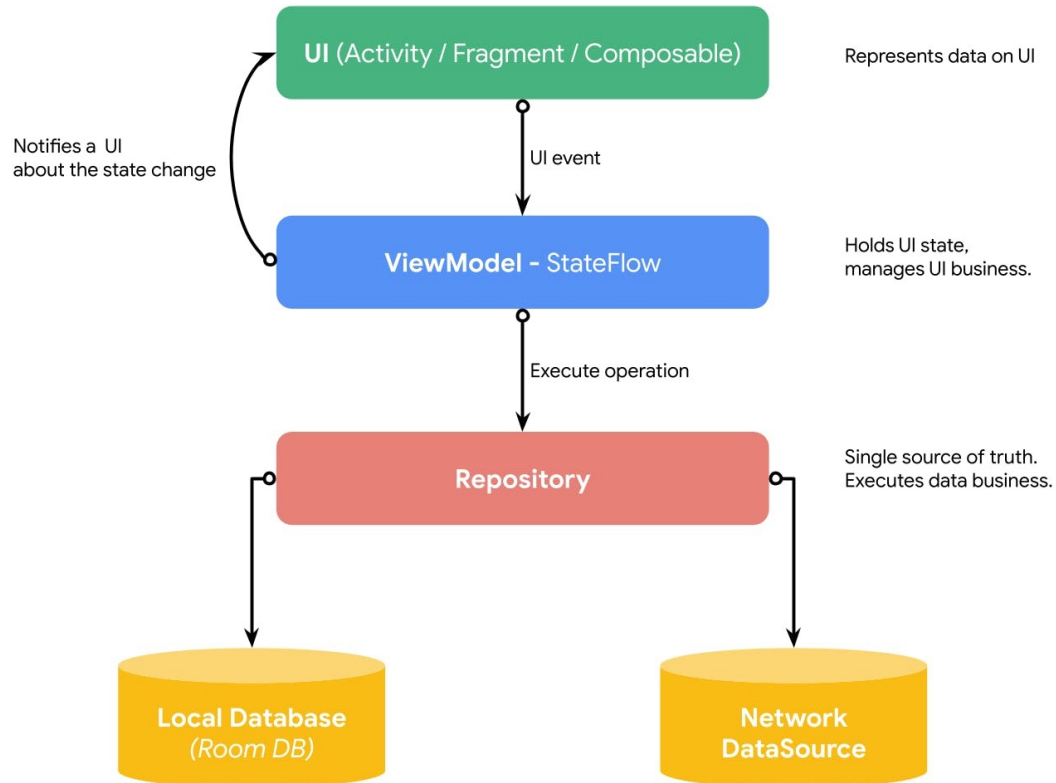 UI (Activity / Fragment / Composable)
Represents data on UI
Notifies a UI
about the state change
UI event
ViewModel - StateFlow
Holds UI state,
manages UI business.
Execute operation
Repository
Single source of truth.
Executes data business.
Local Database
(Room DB)
Network
DataSource